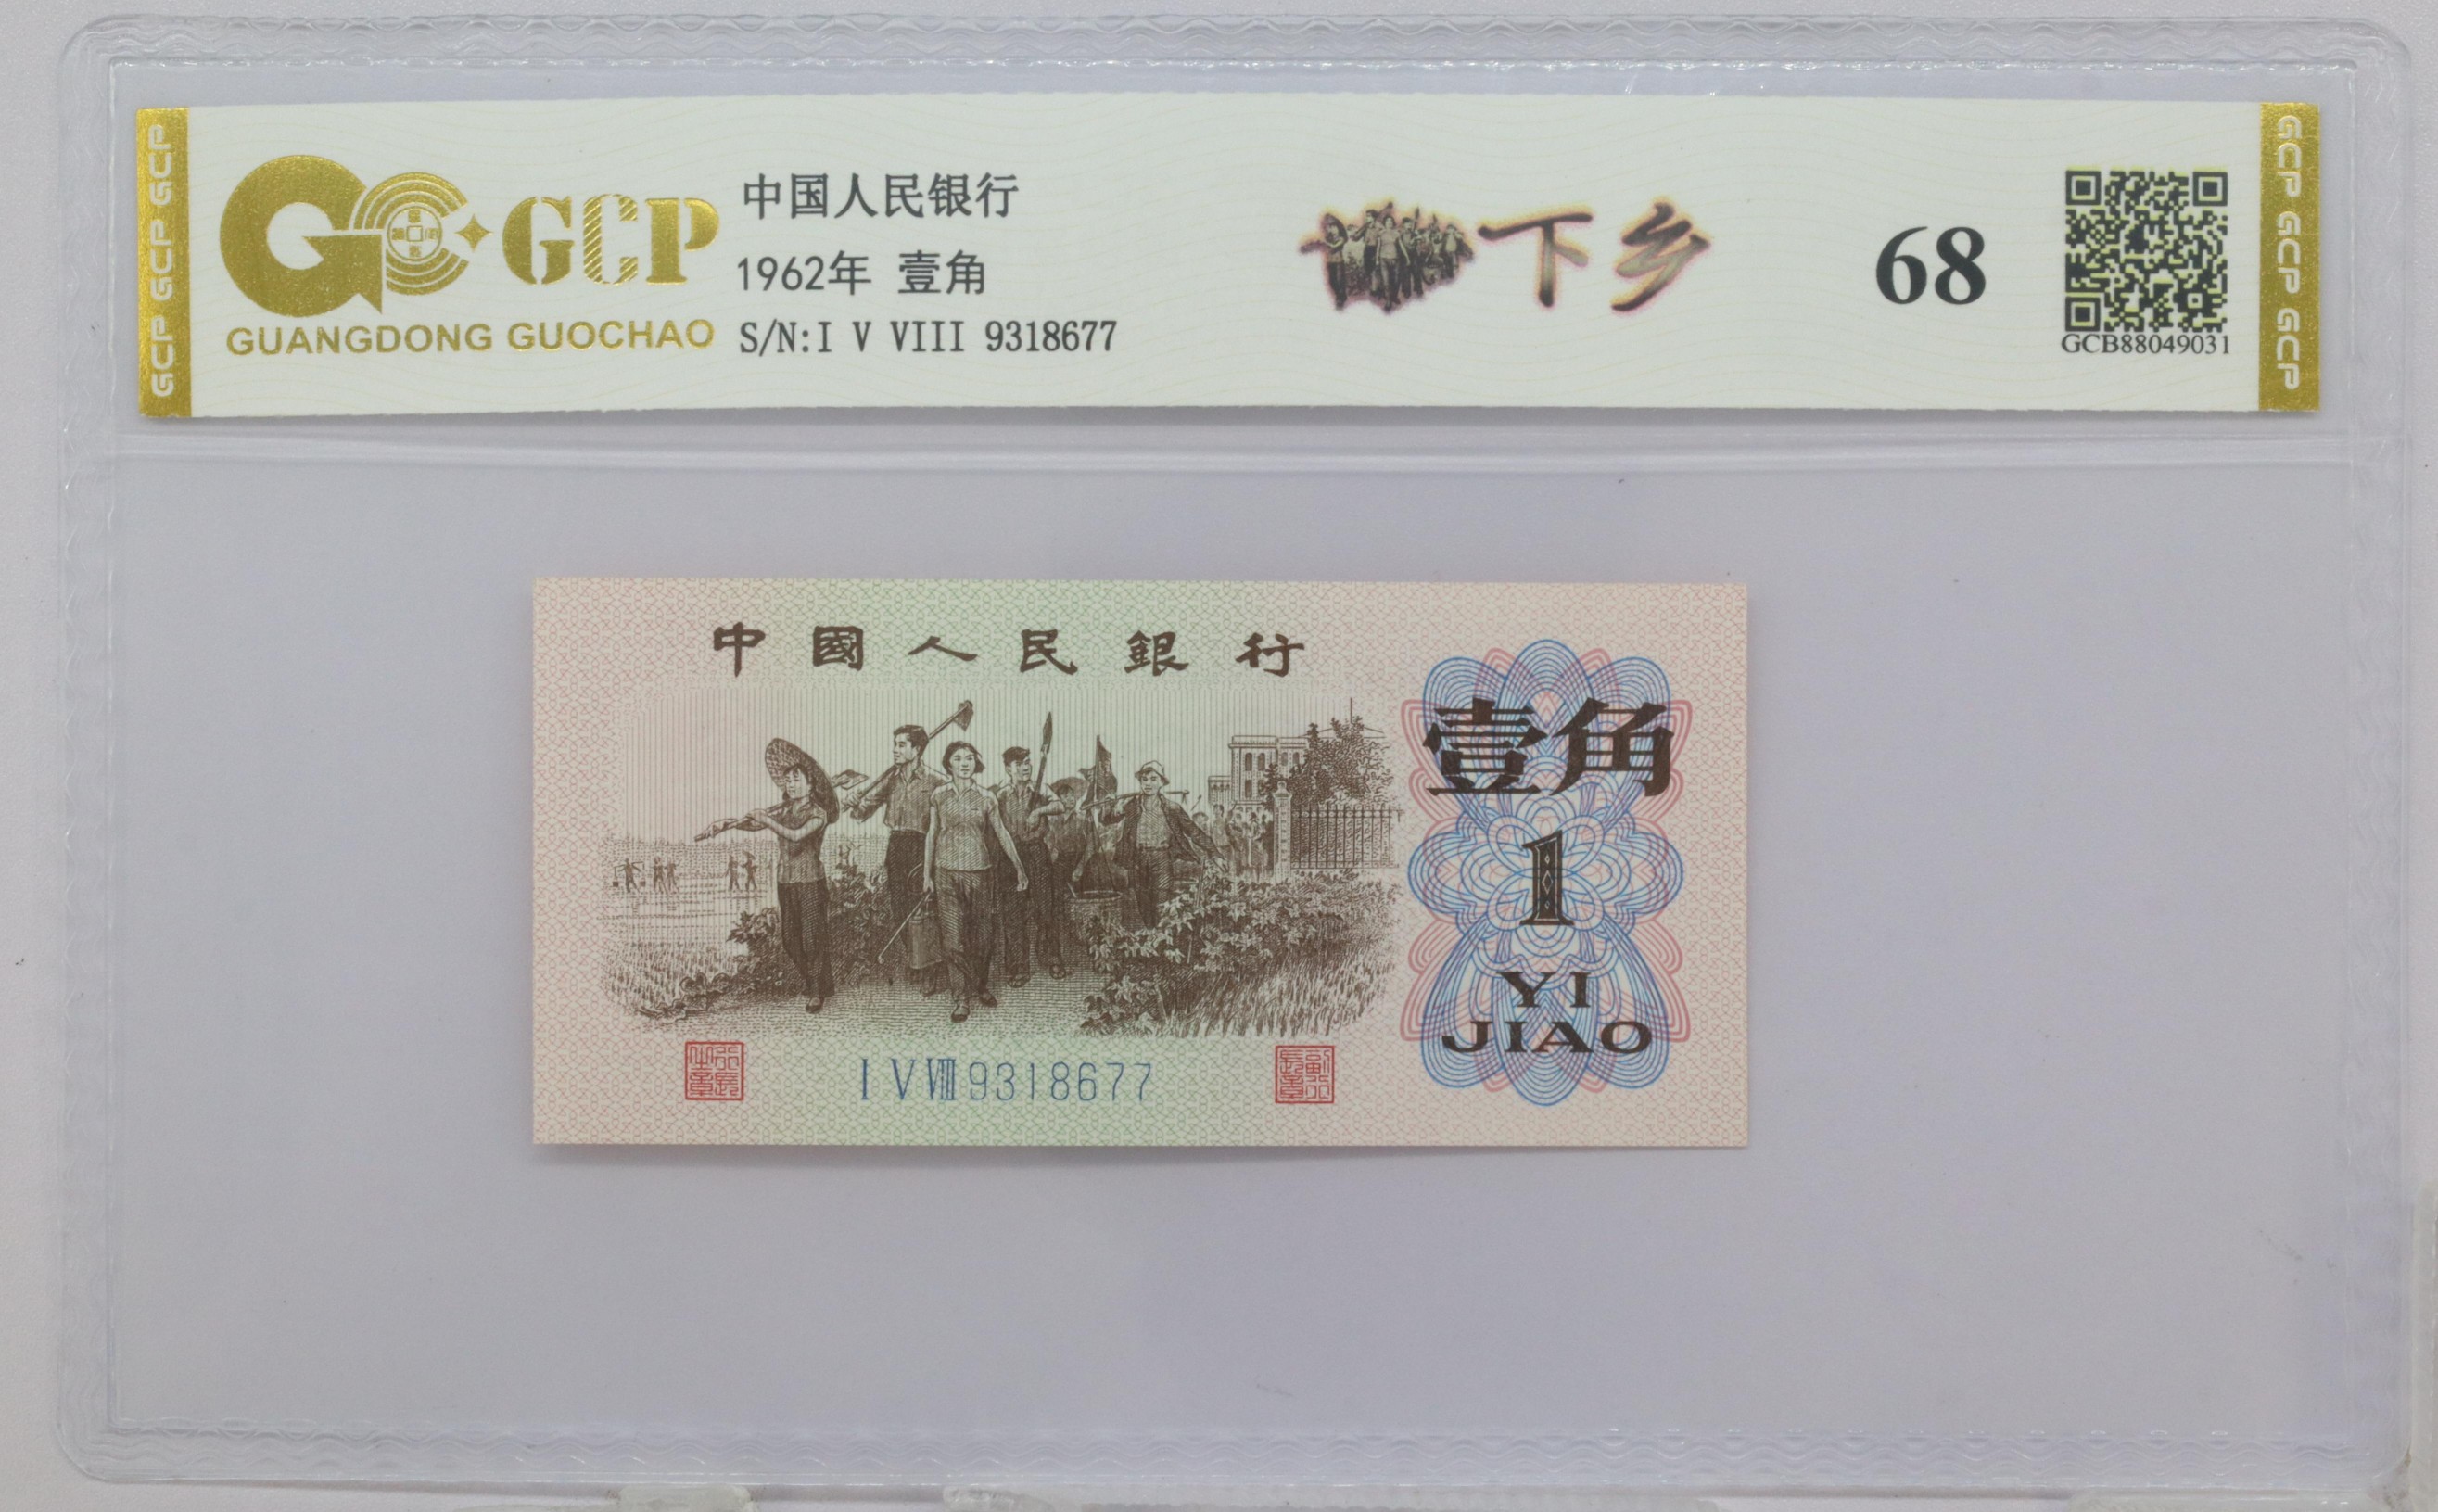 GCP GCP GCP
GCP
GUANGDONG GUOCHAO
中国人民银行
1962年 壹角
S/N:I V VIII 9318677
下乡
68
GCB88049031
GCP GCP GCP
中國人民銀行
壹角
1
YI
JIAO
I V VIII 9318677